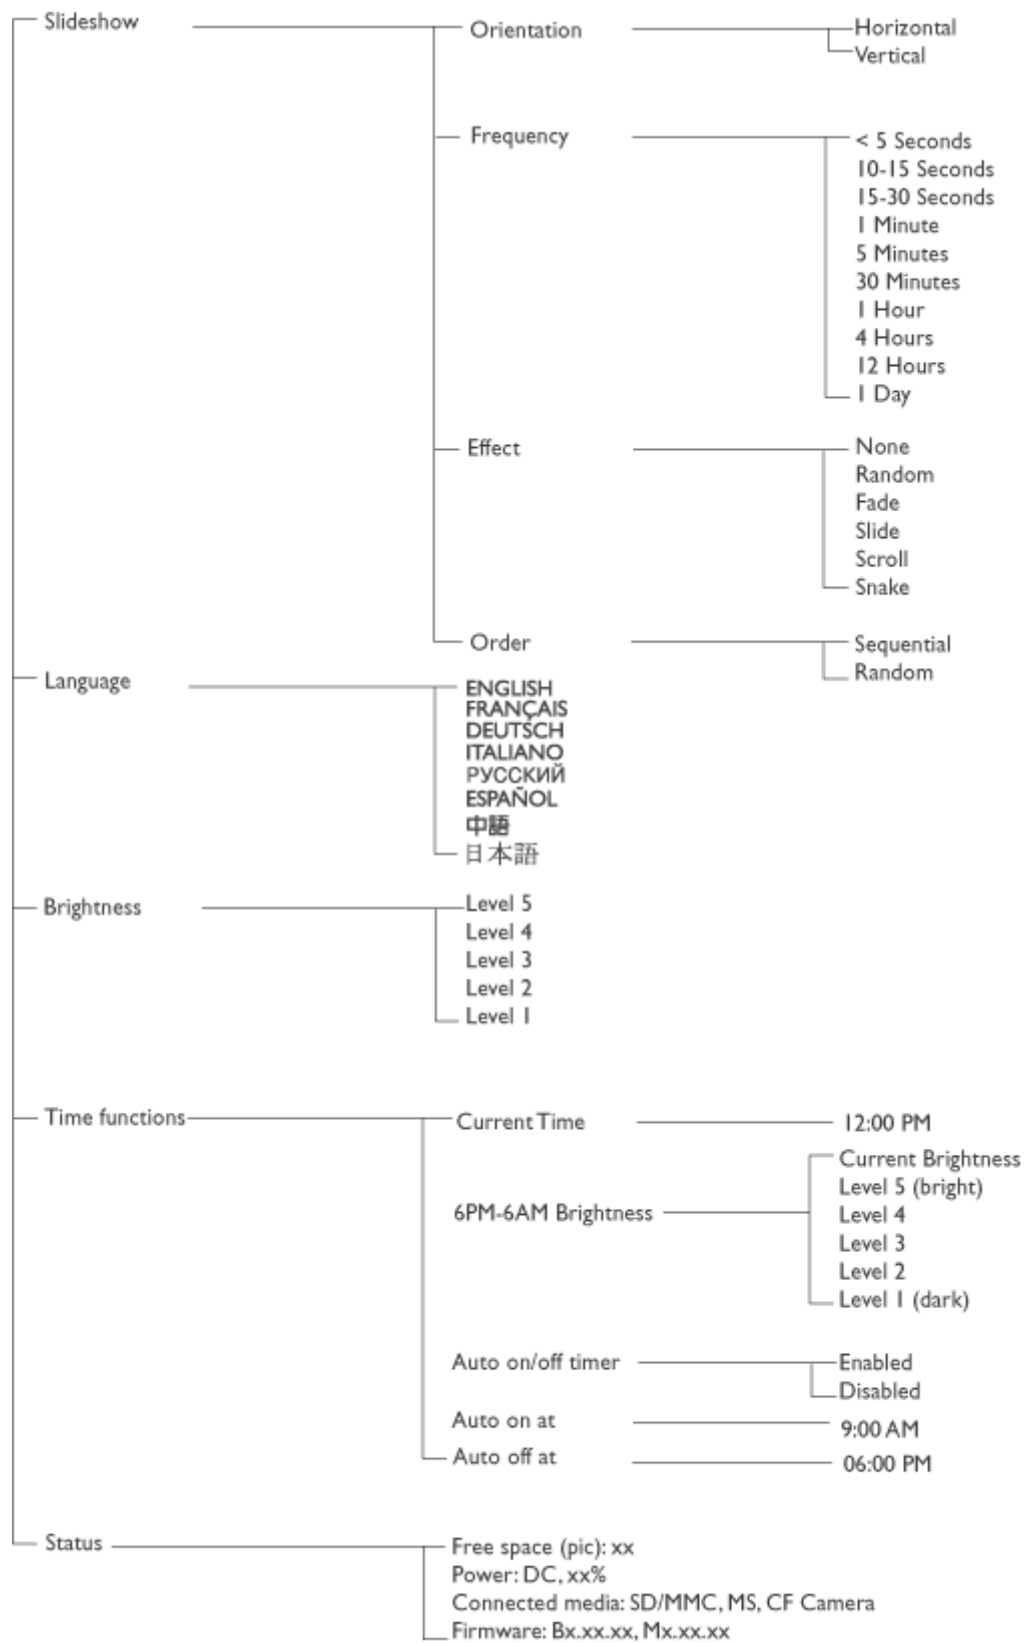 Slideshow
Orientation
Horizontal
Vertical
Frequency
< 5 Seconds
10-15 Seconds
15-30 Seconds
1 Minute
5 Minutes
30 Minutes
1 Hour
4 Hours
12 Hours
1 Day
Effect
None
Random
Fade
Slide
Scroll
Snake
Order
Sequential
Random
Language
ENGLISH
FRANÇAIS
DEUTSCH
ITALIANO
РУССКИЙ
ESPAÑOL
中語
日本語
Brightness
Level 5
Level 4
Level 3
Level 2
Level 1
Time functions
Current Time
12:00 PM
6PM-6AM Brightness
Current Brightness
Level 5 (bright)
Level 4
Level 3
Level 2
Level 1 (dark)
Auto on/off timer
Enabled
Disabled
Auto on at
9:00 AM
Auto off at
06:00 PM
Status
Free space (pic): xx
Power: DC, xx%
Connected media: SD/MMC, MS, CF Camera
Firmware: Bx.xx.xx, Mx.xx.xx